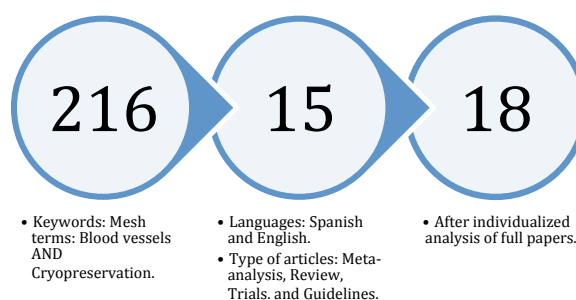 216
15
18
• Keywords: Mesh
terms: Blood vessels
AND
Cryopreservation.
• Languages: Spanish
and English.
• Type of articles: Meta-
analysis, Review,
Trials. and Guidelines.
• After individualized
analysis of full papers.